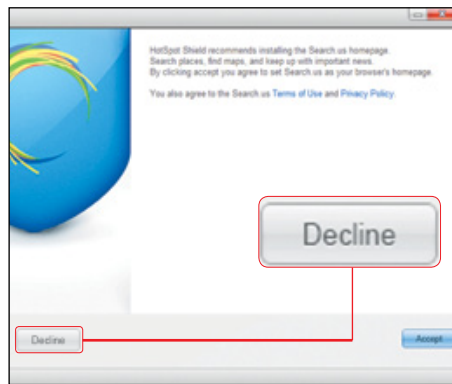 HotSpot Shield recommends installing the Search.us homepage.
Search places, find maps, and keep up with important news.
By clicking accept you agree to set Search.us as your browser's homepage
You also agree to the Search.us Terms of Use and Privacy Policy.
Decline
Decline
Accept